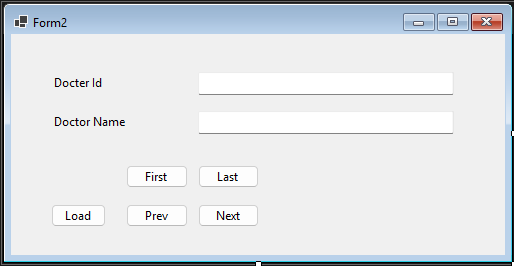 Form2
Docter Id
Doctor Name
First Last
Load Prev Next